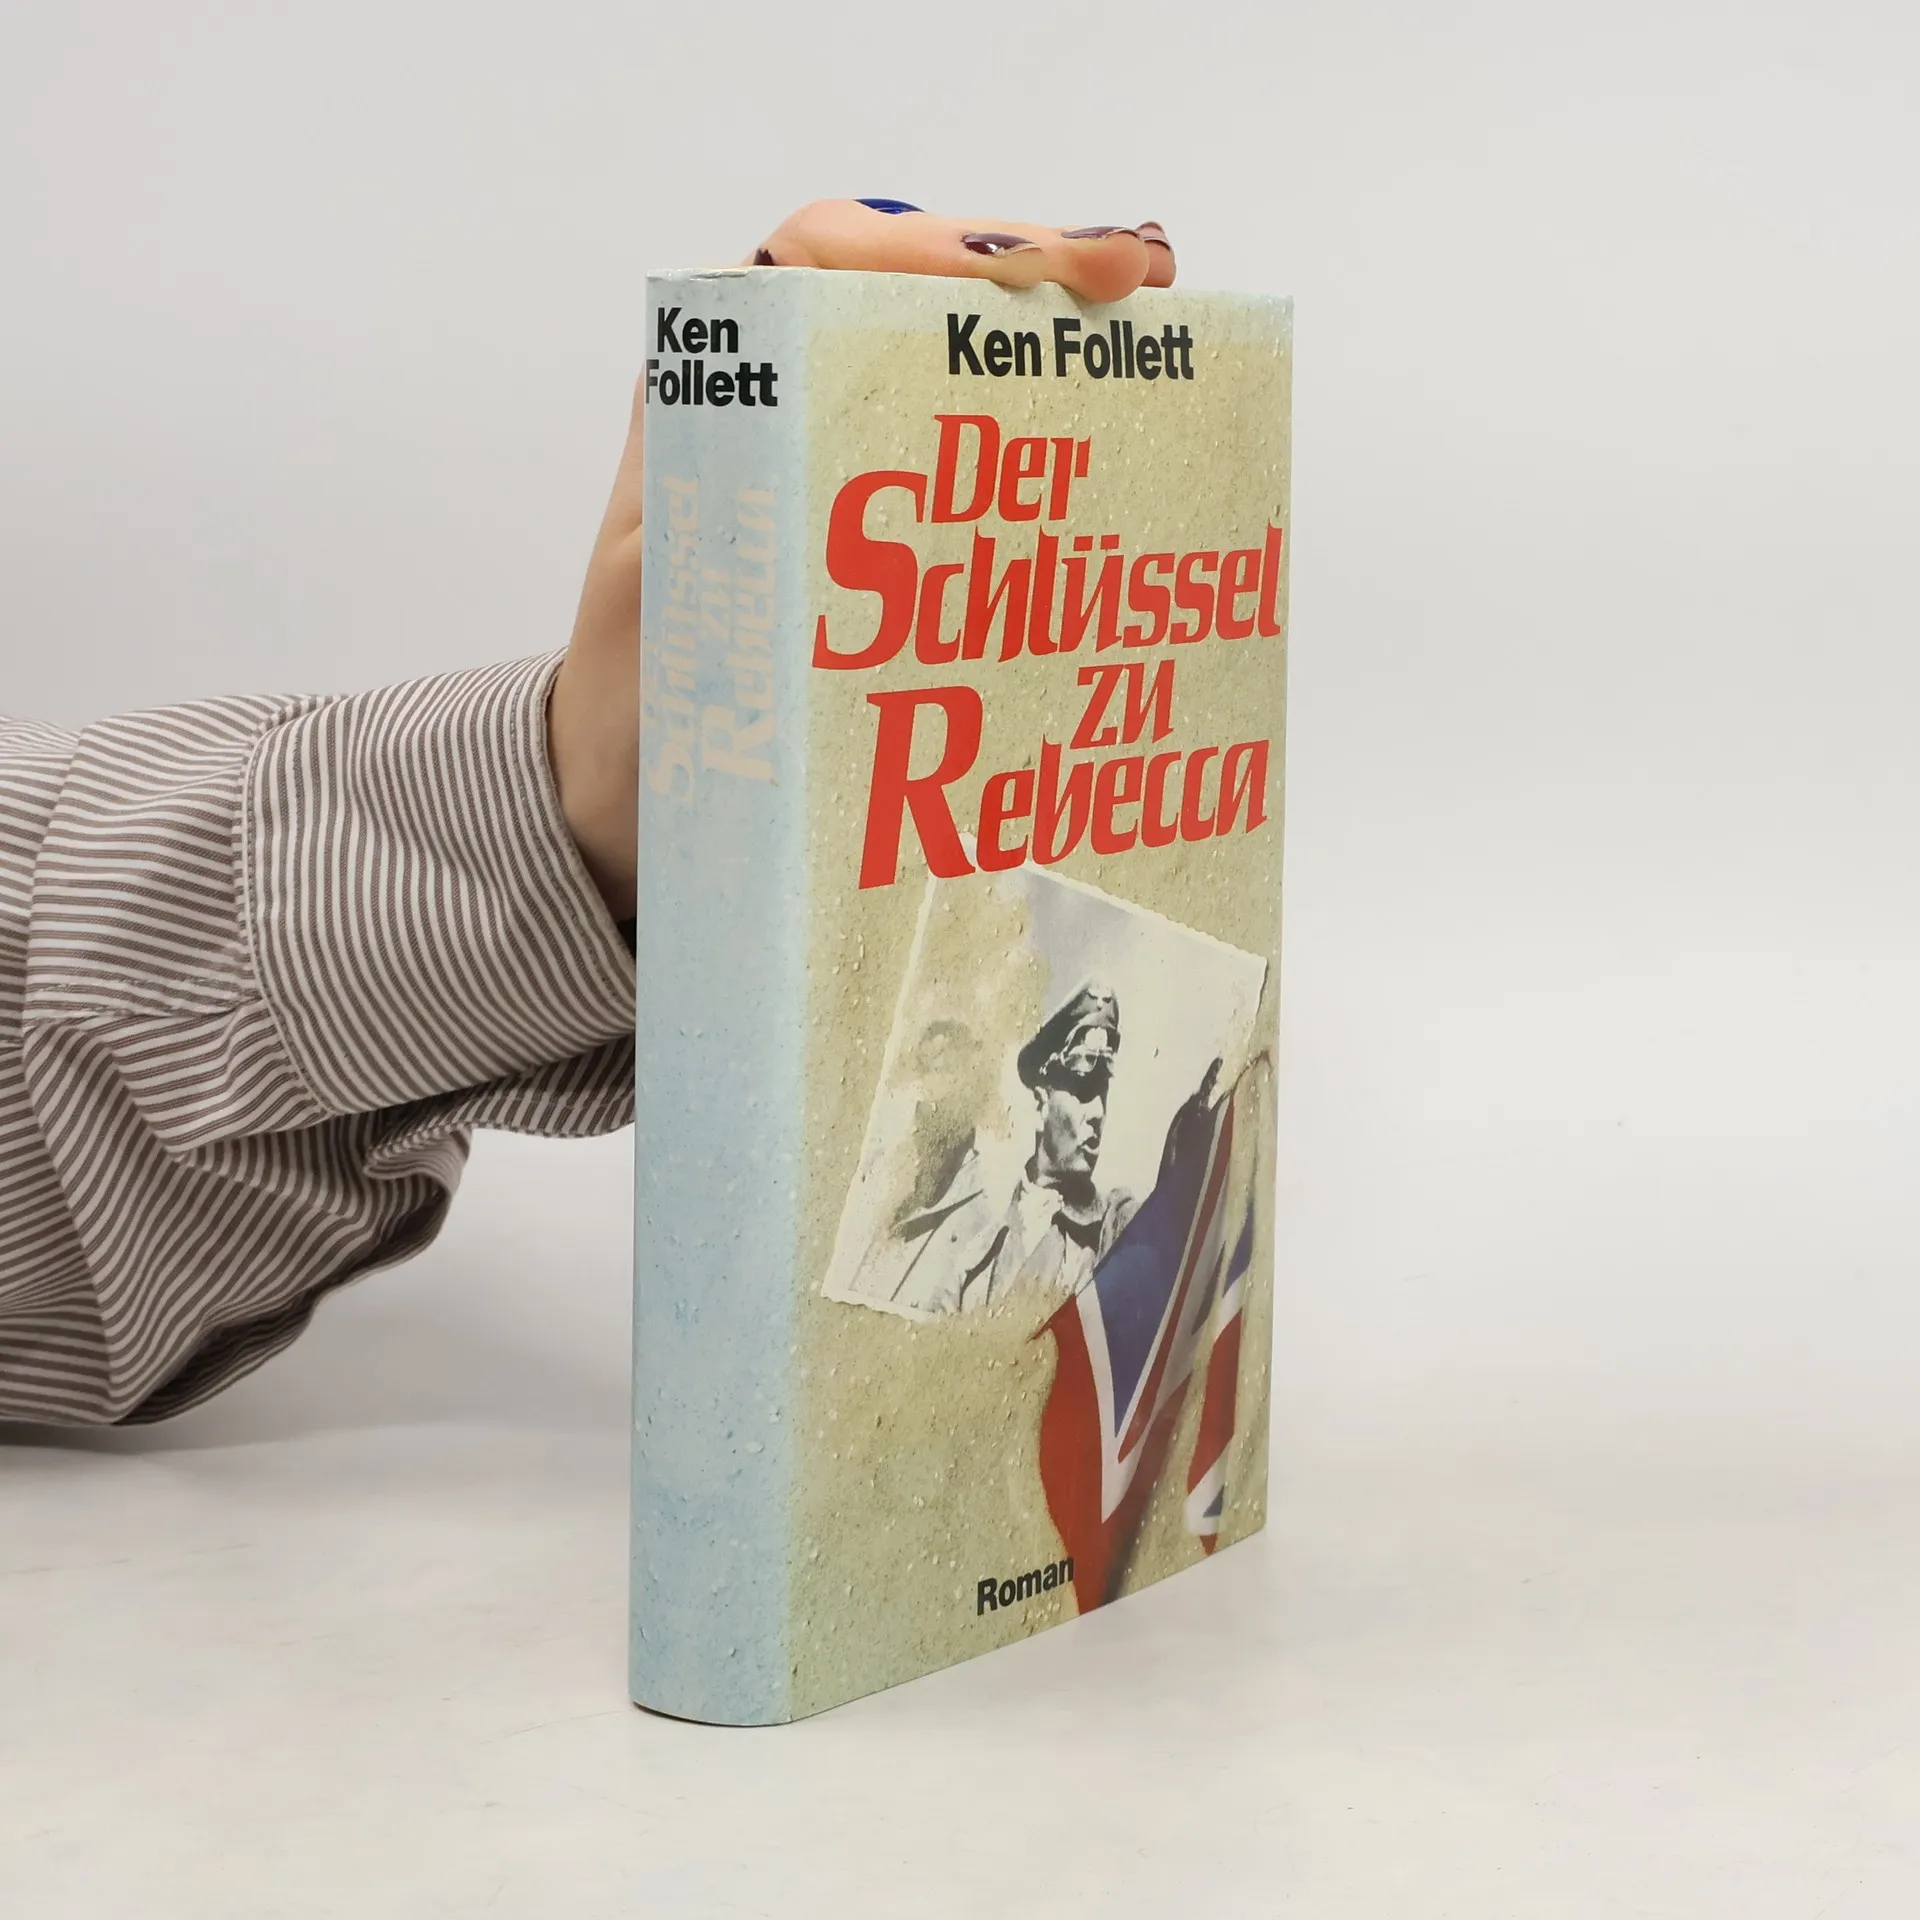 Ken
Follett
Der
Schlüssel
zu
Rebecca
Ken Follett
Der
Schlüssel
zu
Rebecca
Roman